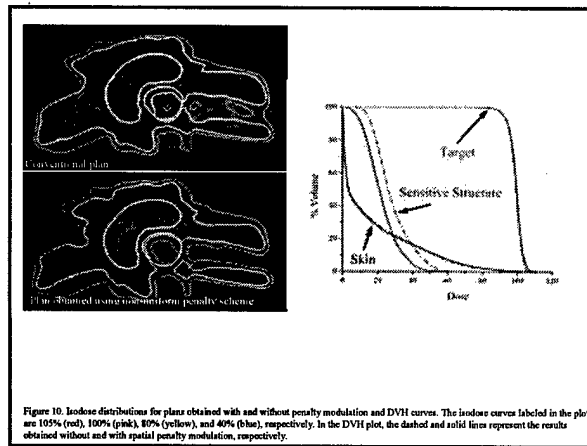 Conventional plan
Plan obtained using nonuniform penalty scheme
Target
Sensitive Strucrate
Skin
% Volume
Dose
Figure 10. Isodose distributions for plans obtained with and without penalty modulation and DVH curves. The isodose curves labeled in the plot
are 105% (red), 100% (pink), 80% (yellow), and 40% (blue), respectively. In the DVH plot, the dashed and solid lines represent the results
obtained without and with spatial penalty modulation, respectively.